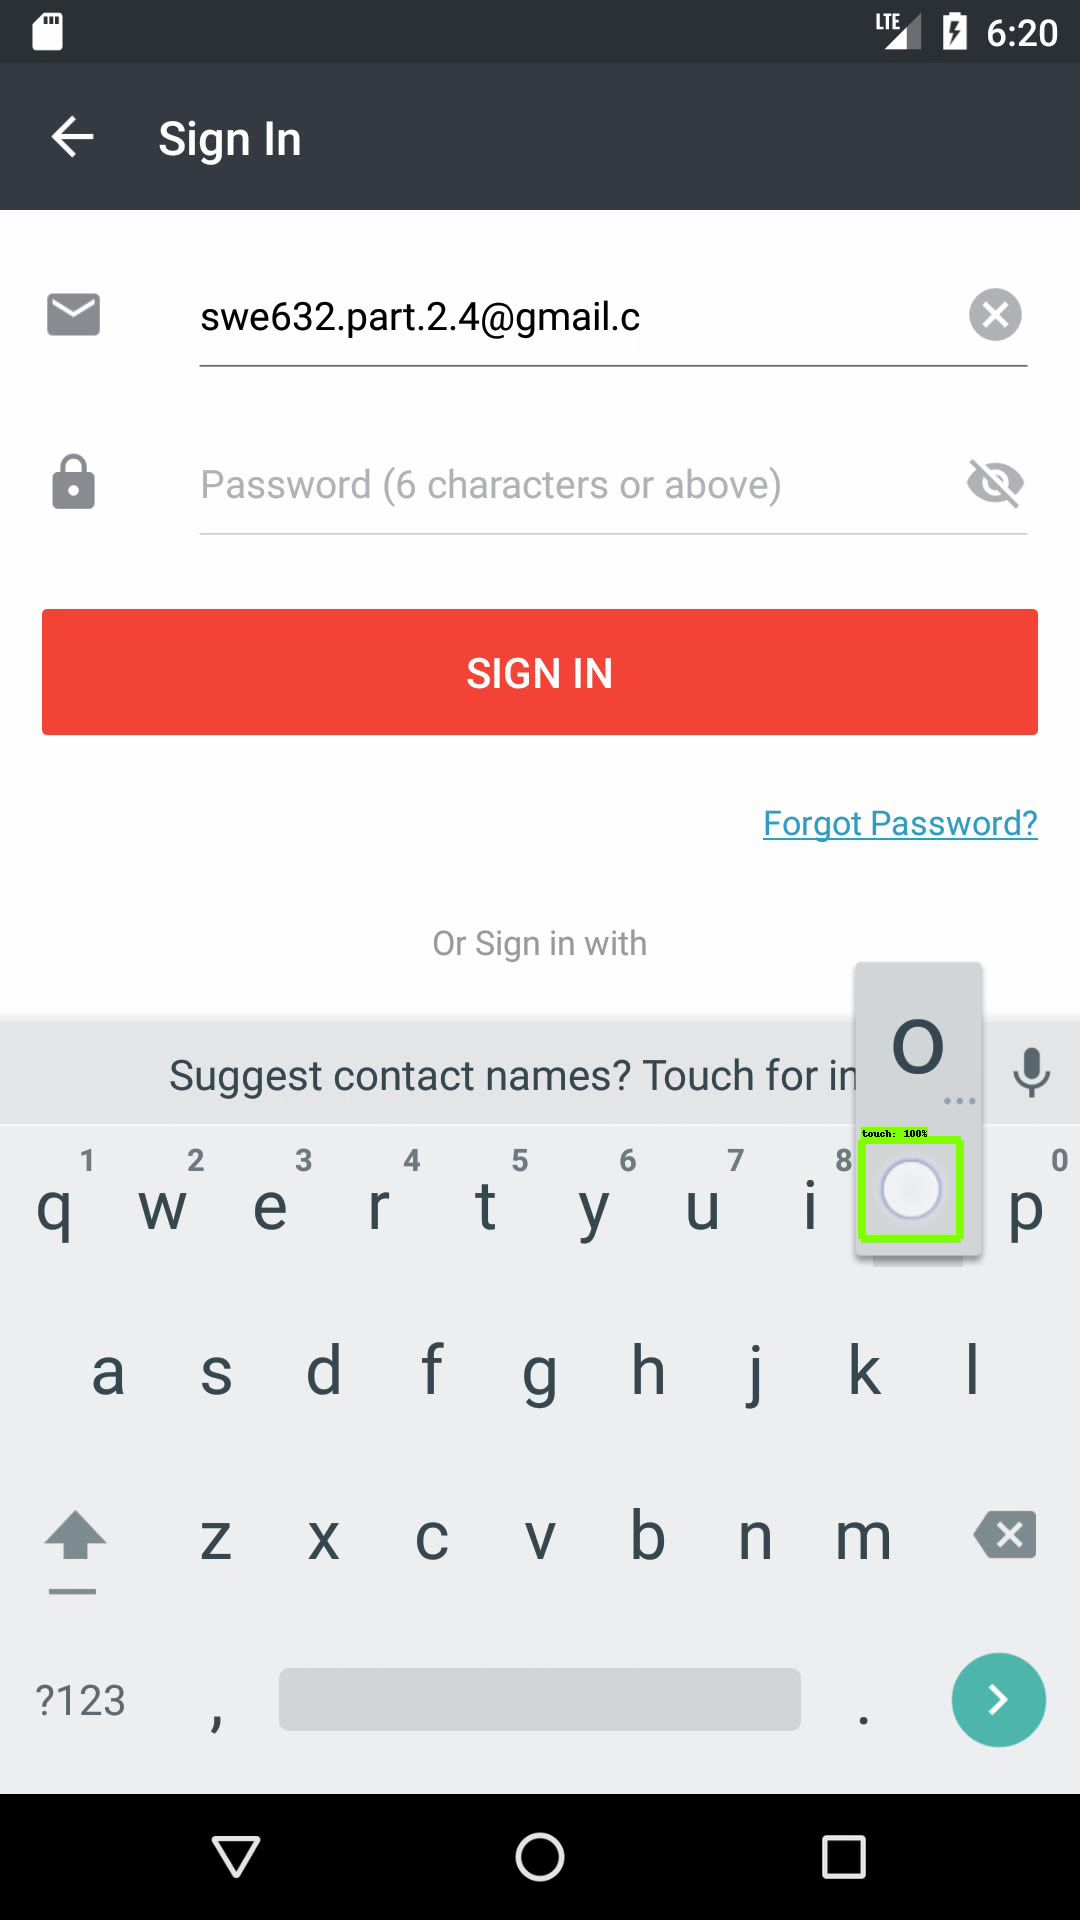 LTE 6:20
Sign In
swe632.part.2.4@gmail.c
Password (6 characters or above)
SIGN IN
Forgot Password?
Or Sign in with
o
Suggest contact names? Touch for in
touch: 100%
1 2 3 4 5 6 7 8 0
q w e r t y u i p
a s d f g h j k l
z x c v b n m
?123 , .